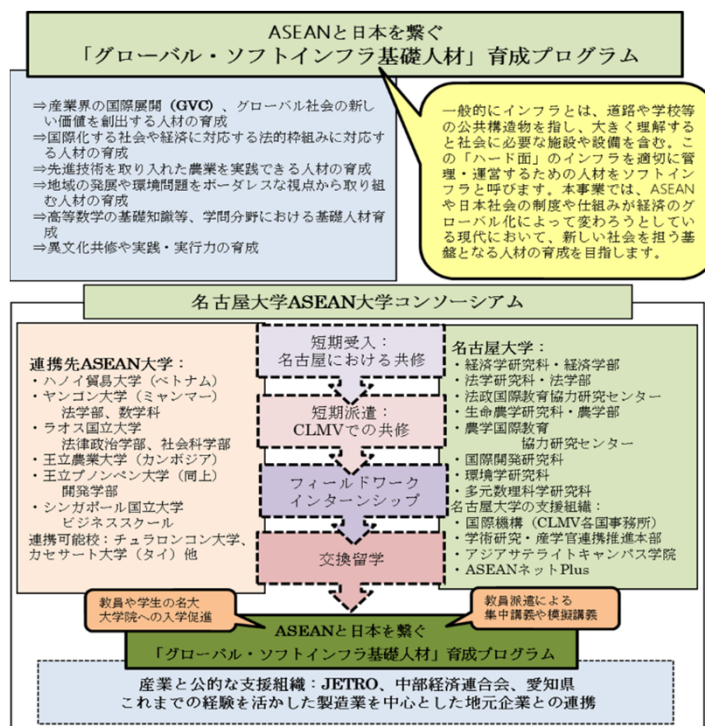 ASEANと日本を繋ぐ
「グローバル・ソフトインフラ基礎人材」育成プログラム
⇒産業界の国際展開（GVC）、グローバル社会の新し
い価値を創出する人材の育成
⇒国際化する社会や経済に対応する法的枠組みに対応す
る人材の育成
⇒先進技術を取り入れた農業を実践できる人材の育成
⇒地域の発展や環境問題をボーダレスな視点から取り組
む人材の育成
⇒高等数学の基礎知識等、学問分野における基礎人材育
成
⇒異文化共修や実践・実行力の育成
一般的にインフラとは、道路や学校等
の公共構造物を指し、大きく理解する
と社会に必要な施設や設備を含む。こ
の「ハード面」のインフラを適切に管
理・運営するための人材をソフトイン
フラと呼びます。本事業では、ASEAN
や日本社会の制度や仕組みが経済のグ
ローバル化によって変わろうとしてい
る現代において、新しい社会を担う基
盤となる人材の育成を目指します。
名古屋大学ASEAN大学コンソーシアム
連携先ASEAN大学：
・ハノイ貿易大学（ベトナム）
・ヤンゴン大学（ミャンマー）
法学部、数学科
・ラオス国立大学
法律政治学部、社会科学部
・王立農業大学（カンボジア）
・王立プノンペン大学（同上）
開発学部
・シンガポール国立大学
ビジネススクール
連携可能校：チュラロンコン大学、
カセサート大学（タイ）他
短期受入：
名古屋における共修
短期派遣：
CLMVでの共修
フィールドワーク
インターンシップ
交換留学
名古屋大学：
・経済学研究科・経済学部
・法学研究科・法学部
・法政国際教育協力研究センター
・生命農学研究科・農学部
・農学国際教育
協力研究センター
・国際開発研究科
・環境学研究科
・多元数理科学研究科
名古屋大学の支援組織：
・国際機構（CLMV各国事務所）
・学術研究・産学官連携推進本部
・アジアサテライトキャンパス学院
・ASEANネットPlus
教員や学生の名大
大学院への入学促進
教員派遣による
集中講義や模擬講義
ASEANと日本を繋ぐ
「グローバル・ソフトインフラ基礎人材」育成プログラム
産業と公的な支援組織：JETRO、中部経済連合会、愛知県
これまでの経験を活かした製造業を中心とした地元企業との連携